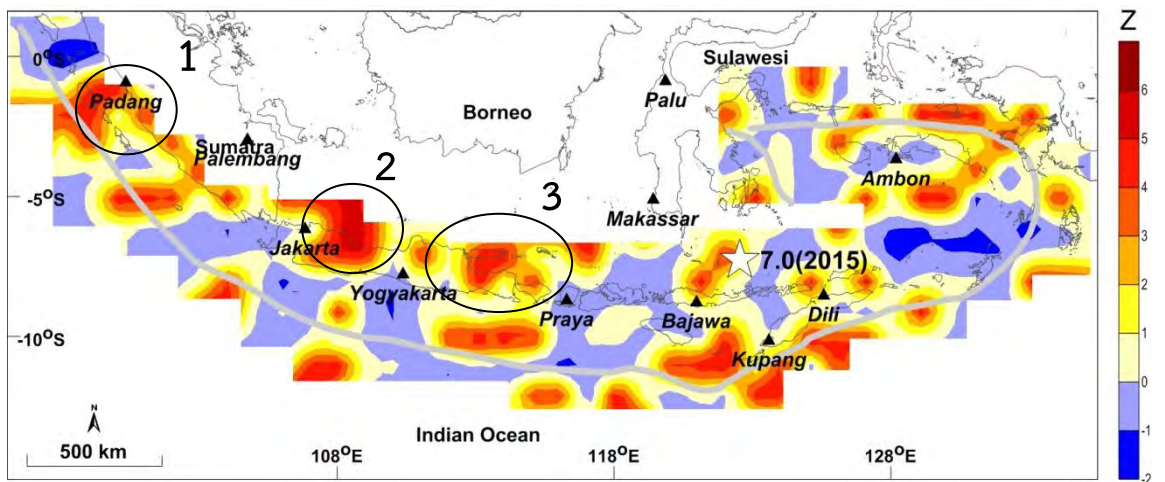 1
Z
0°S
Padang
Sumatra
Palembang
Borneo
Sulawesi
Palu
6
5
4
3
2
1
0
-1
-2
2
3
-5°S
Jakarta
Yogyakarta
Makassar
Ambon
7.0(2015)
Praya
Bajawa
Dili
Kupang
-10°S
N
500 km
Indian Ocean
108°E
118°E
128°E